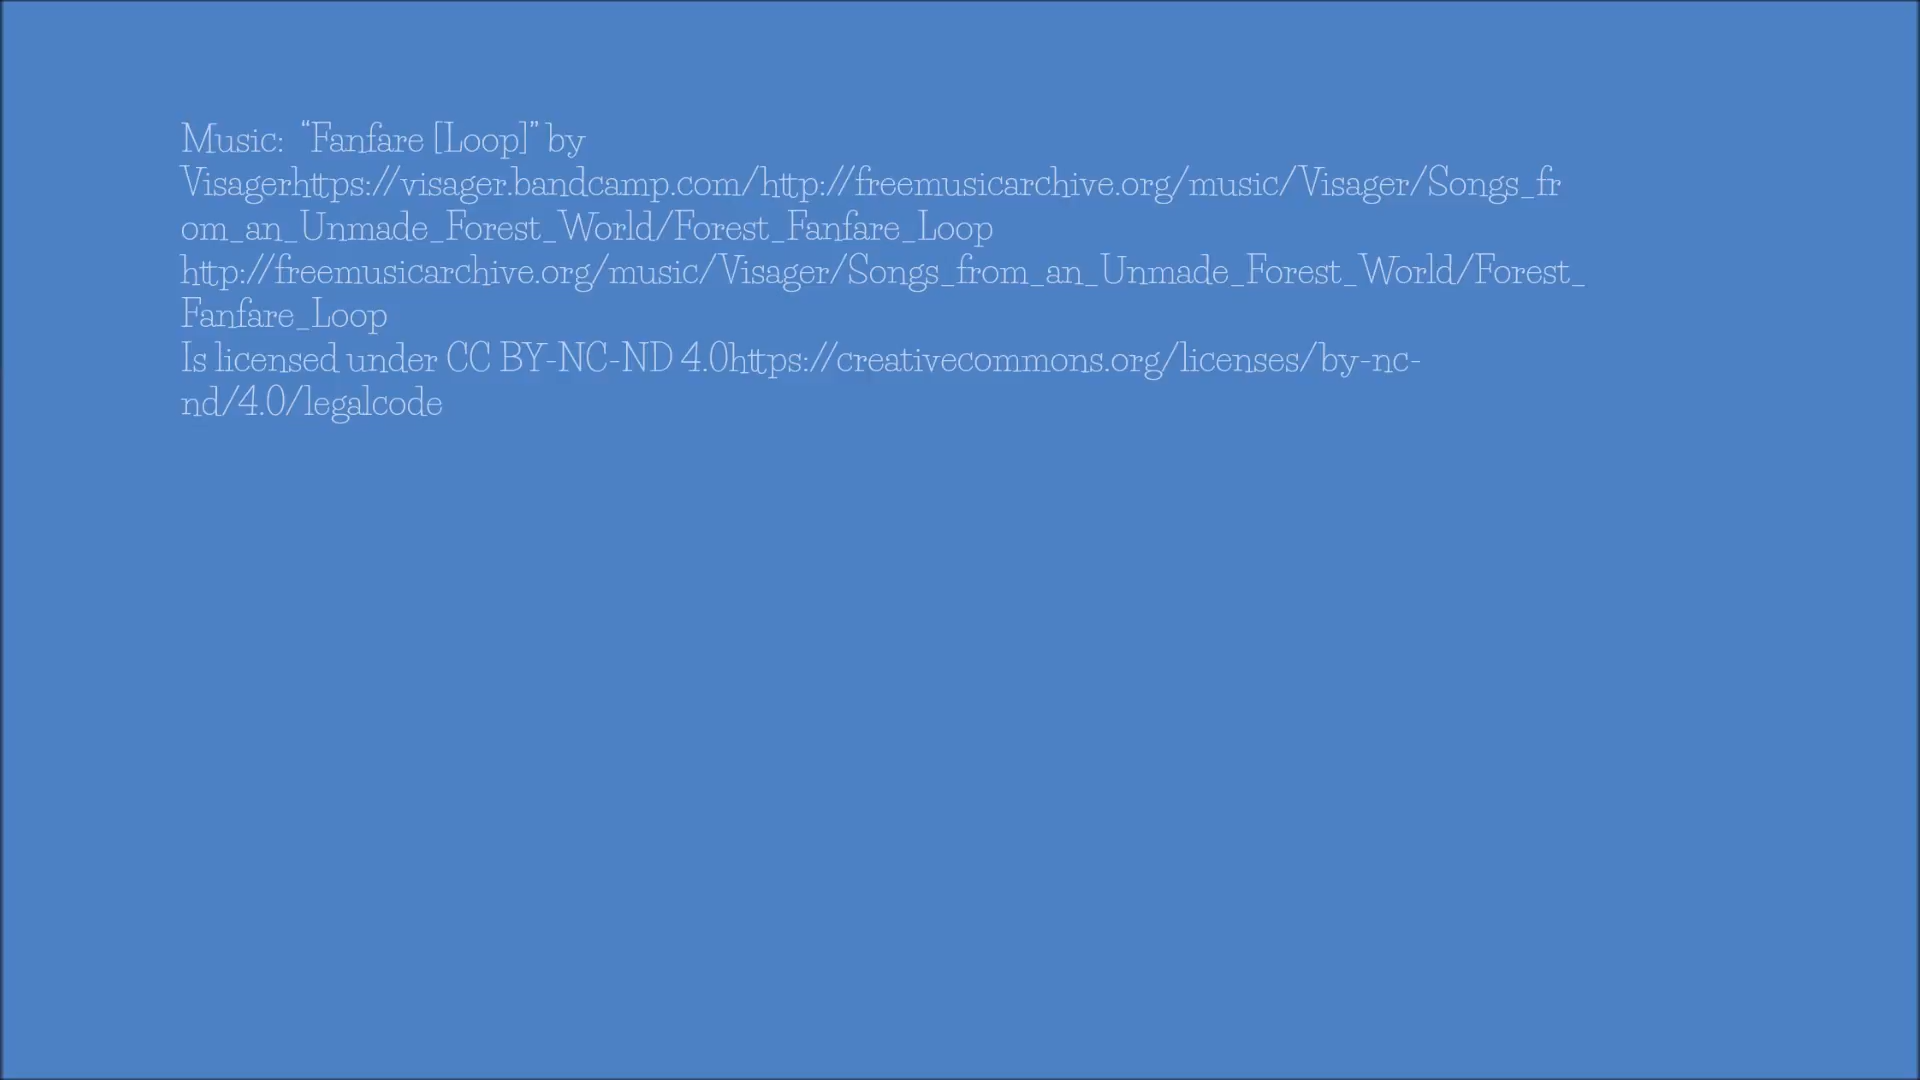 Music:  “Fanfare [Loop]” by
Visagerhttps://visager.bandcamp.com/http://freemusicarchive.org/music/Visager/Songs_fr
om_an_Unmade_Forest_World/Forest_Fanfare_Loop
http://freemusicarchive.org/music/Visager/Songs_from_an_Unmade_Forest_World/Forest_
Fanfare_Loop
Is licensed under CC BY-NC-ND 4.0https://creativecommons.org/licenses/by-nc-
nd/4.0/legalcode